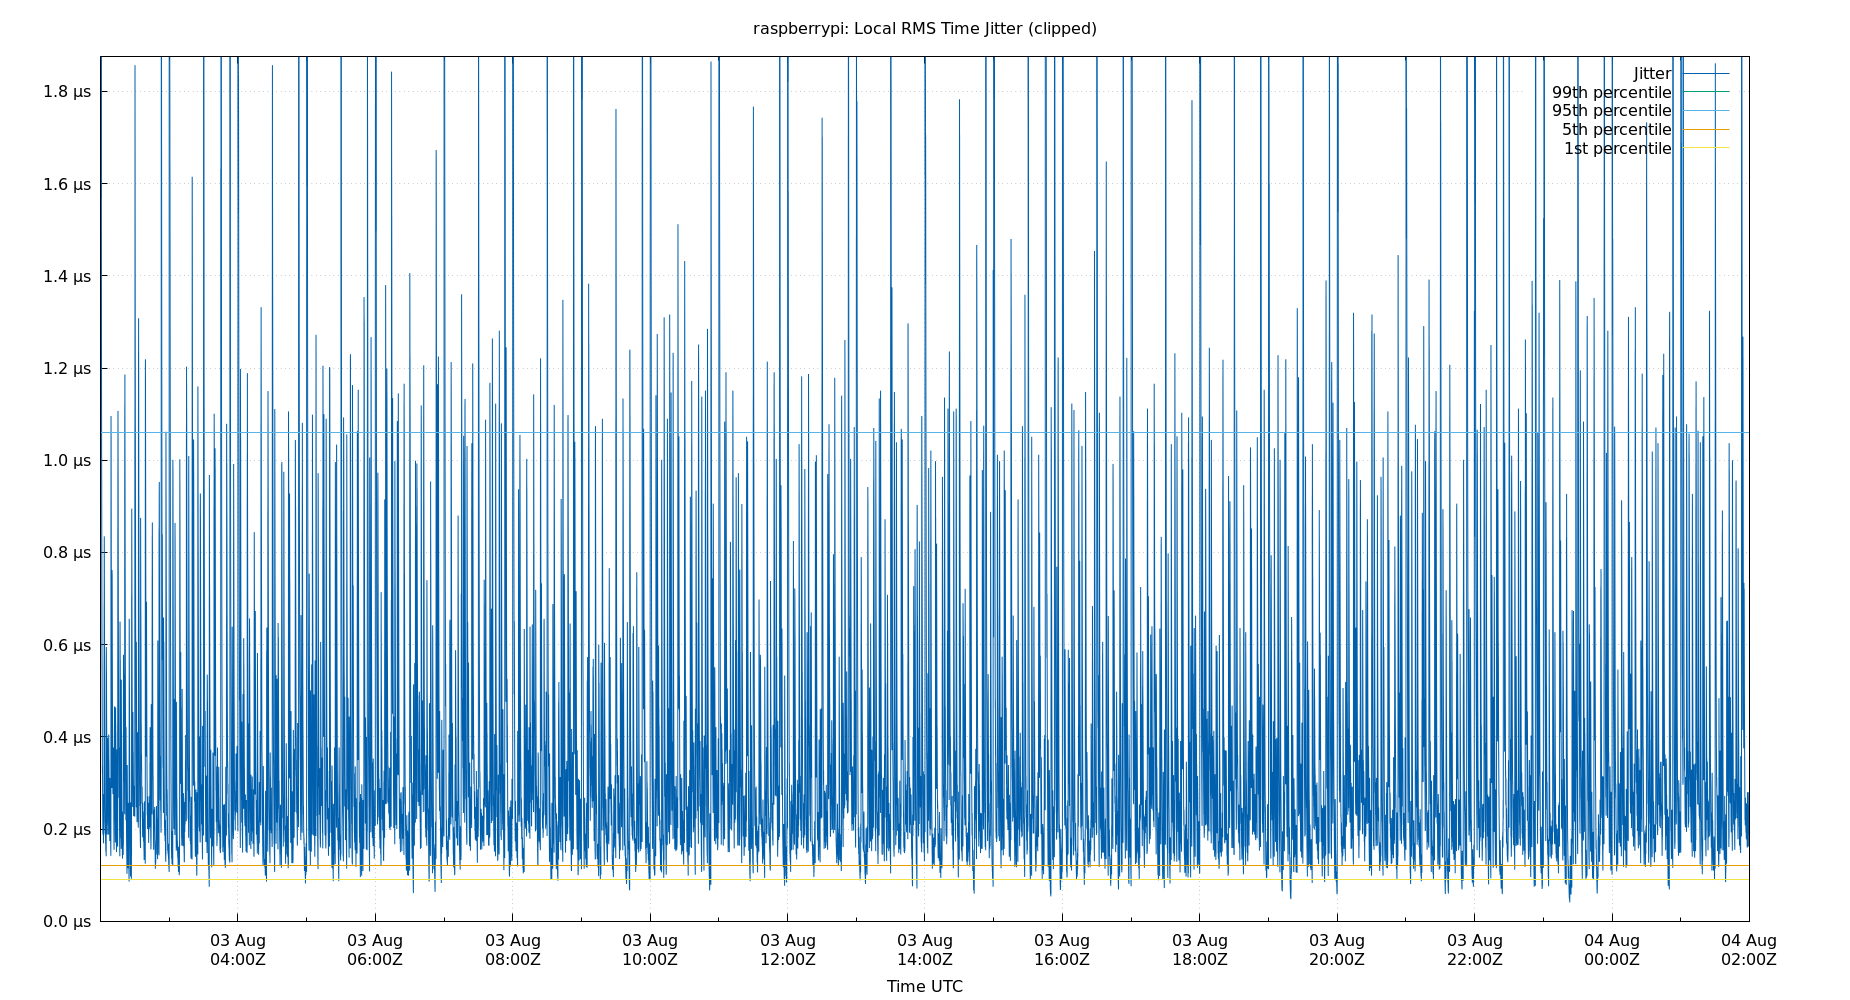 raspberrypi: Local RMS Time Jitter (clipped)
Jitter
99th percentile
95th percentile
5th percentile
1st percentile
1.8 µs
1.6 µs
1.4 µs
1.2 µs
1.0 µs
0.8 µs
0.6 µs
0.4 µs
0.2 µs
0.0 µs
03 Aug 03 Aug 03 Aug 03 Aug 03 Aug 03 Aug 03 Aug 03 Aug 03 Aug 03 Aug 04 Aug 04 Aug
04:00Z 06:00Z 08:00Z 10:00Z 12:00Z 14:00Z 16:00Z 18:00Z 20:00Z 22:00Z 00:00Z 02:00Z
Time UTC